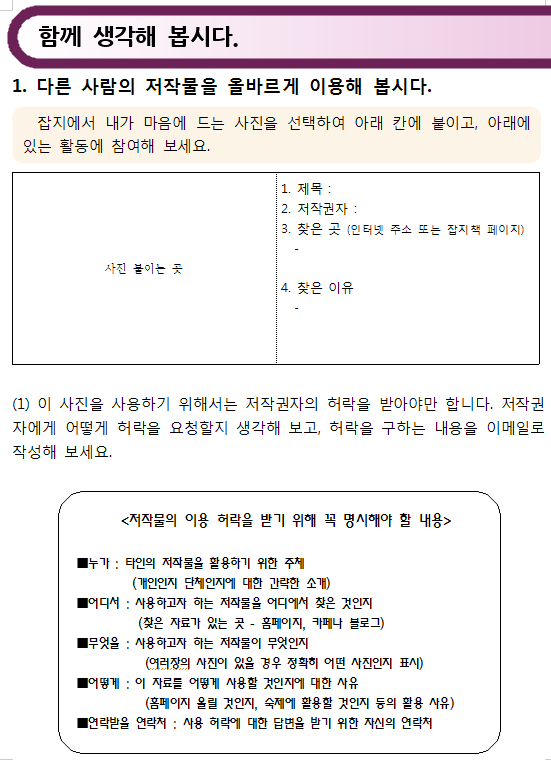 함께 생각해 봅시다.
1. 다른 사람의 저작물을 올바르게 이용해 봅시다.
잡지에서 내가 마음에 드는 사진을 선택하여 아래 칸에 붙이고, 아래에
있는 활동에 참여해 보세요.
사진 붙이는 곳
1. 제목 :
2. 저작권자 :
3. 찾은 곳 (인터넷 주소 또는 잡지책 페이지)
-
4. 찾은 이유
-
(1) 이 사진을 사용하기 위해서는 저작권자의 허락을 받아야만 합니다. 저작권
자에게 어떻게 허락을 요청할지 생각해 보고, 허락을 구하는 내용을 이메일로
작성해 보세요.
<저작물의 이용 허락을 받기 위해 꼭 명시해야 할 내용>
■누가 : 타인의 저작물을 활용하기 위한 주체
(개인인지 단체인지에 대한 간략한 소개)
■어디서 : 사용하고자 하는 저작물을 어디에서 찾은 것인지
(찾은 자료가 있는 곳 - 홈페이지, 카페나 블로그)
■무엇을 : 사용하고자 하는 저작물이 무엇인지
(여러장의 사진이 있을 경우 정확히 어떤 사진인지 표시)
■어떻게 : 이 자료를 어떻게 사용할 것인지에 대한 사유
(홈페이지 올릴 것인지, 숙제에 활용할 것인지 등의 활용 사유)
■연락받을 연락처 : 사용 허락에 대한 답변을 받기 위한 자신의 연락처